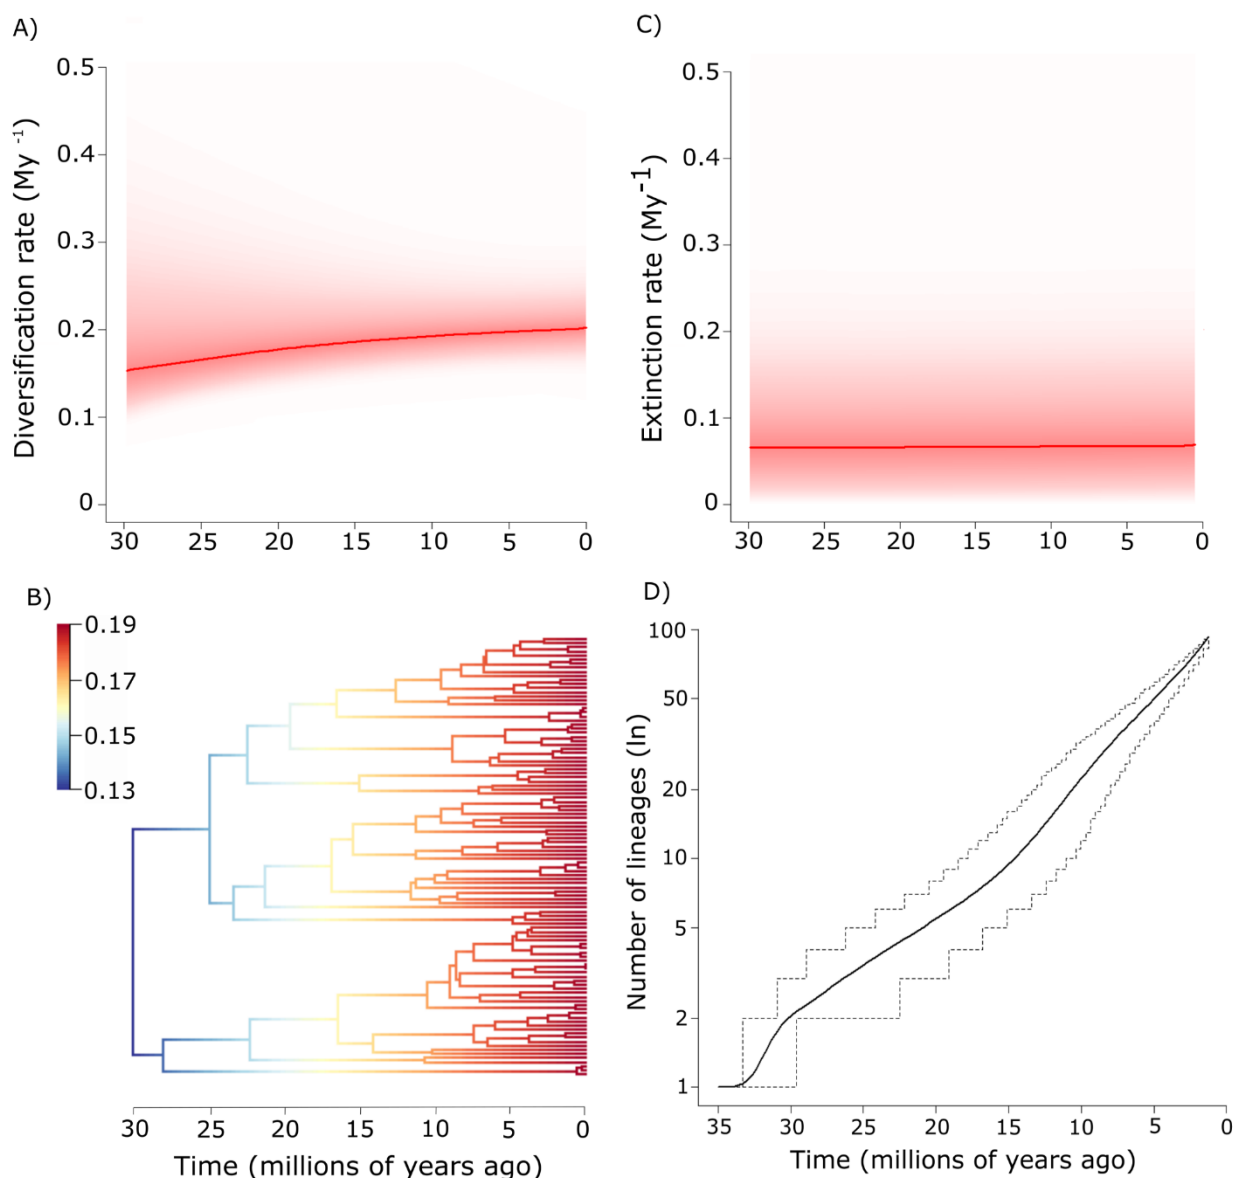 A)
Diversification rate (My -1)
0.5
0.4
0.3
0.2
0.1
0
30 25 20 15 10 5 0
C)
Extinction rate (My-1)
0.5
0.4
0.3
0.2
0.1
0
30 25 20 15 10 5 0
B)
0.19
0.17
0.15
0.13
30 25 20 15 10 5 0
Time (millions of years ago)
D)
Number of lineages (ln)
100
50
20
10
5
2
1
35 30 25 20 15 10 5 0
Time (millions of years ago)